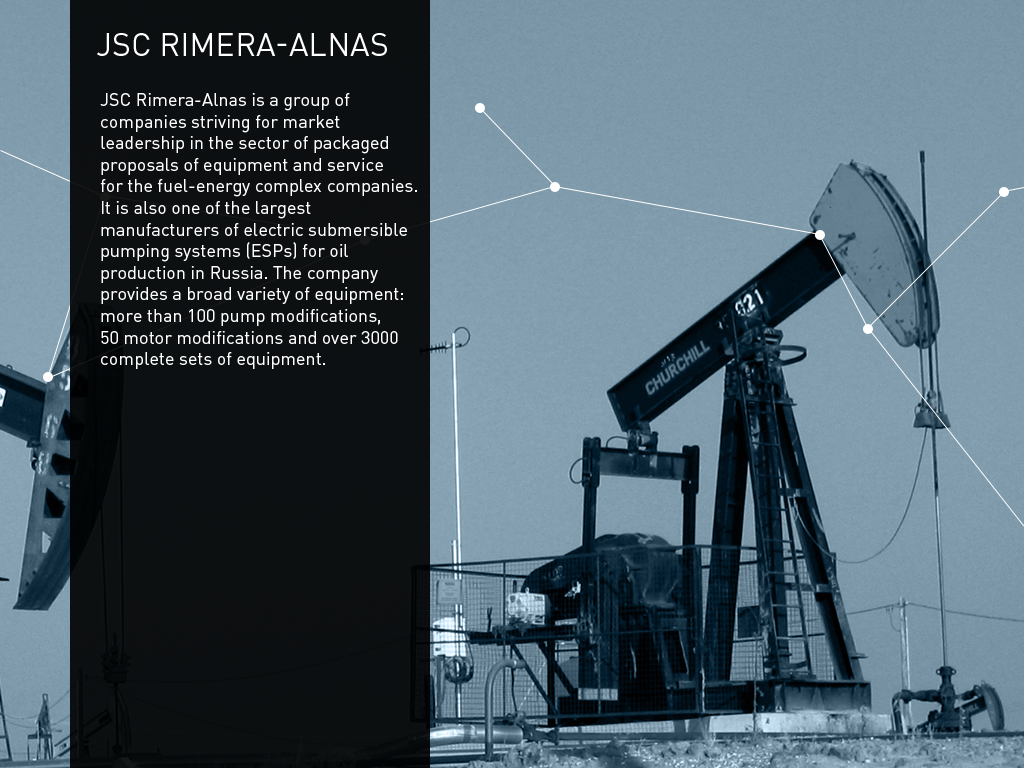 JSC RIMERA-ALNAS
JSC Rimera-Alnas is a group of
companies striving for market
leadership in the sector of packaged
proposals of equipment and service
for the fuel-energy complex companies.
It is also one of the largest
manufacturers of electric submersible
pumping systems (ESPs) for oil
production in Russia. The company
provides a broad variety of equipment:
more than 100 pump modifications,
50 motor modifications and over 3000
complete sets of equipment.
621
CHURCHILL